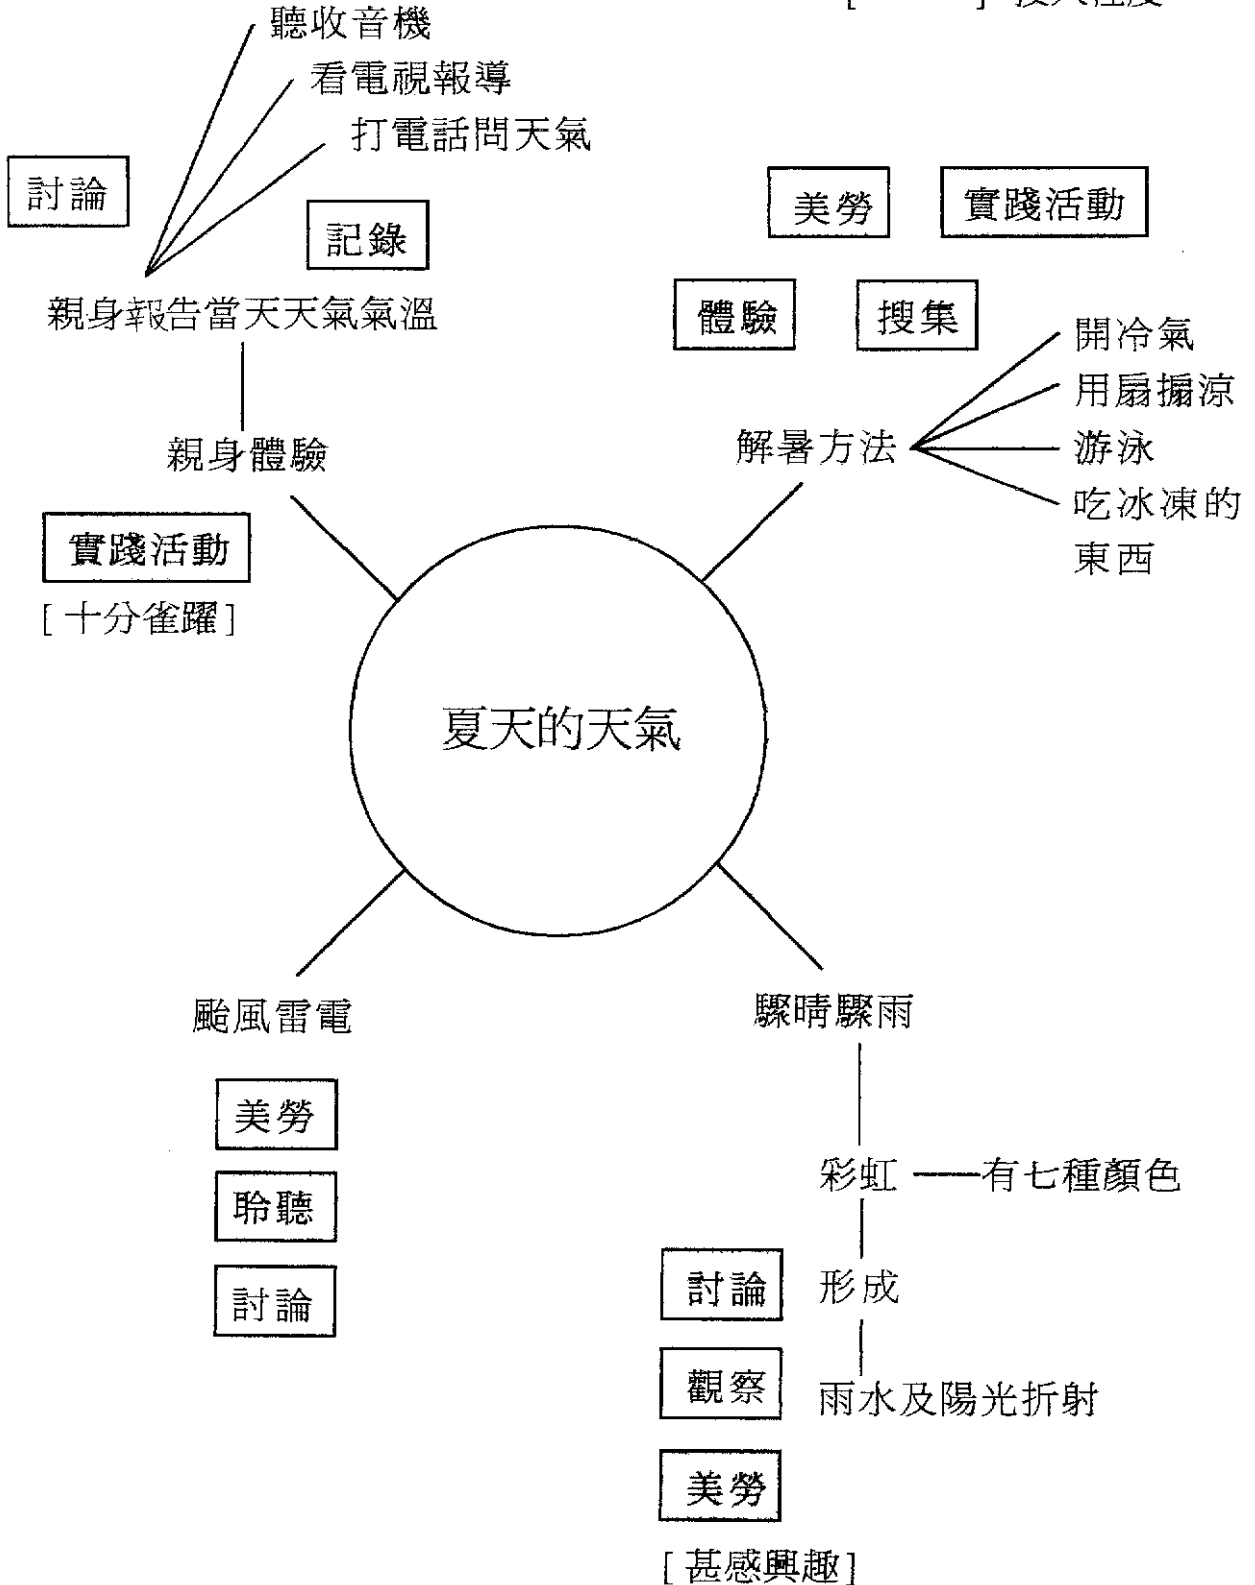 聽收音機
看電視報導
打電話問天氣
討論
記錄
親身報告當天天氣氣溫
親身體驗
實踐活動
[十分雀躍]
美勞
實踐活動
體驗
搜集
解暑方法
開冷氣
用扇搧涼
游泳
吃冰凍的
東西
夏天的天氣
颱風雷電
美勞
聆聽
討論
驟晴驟雨
彩虹
有七種顏色
形成
雨水及陽光折射
討論
觀察
美勞
[甚感興趣]